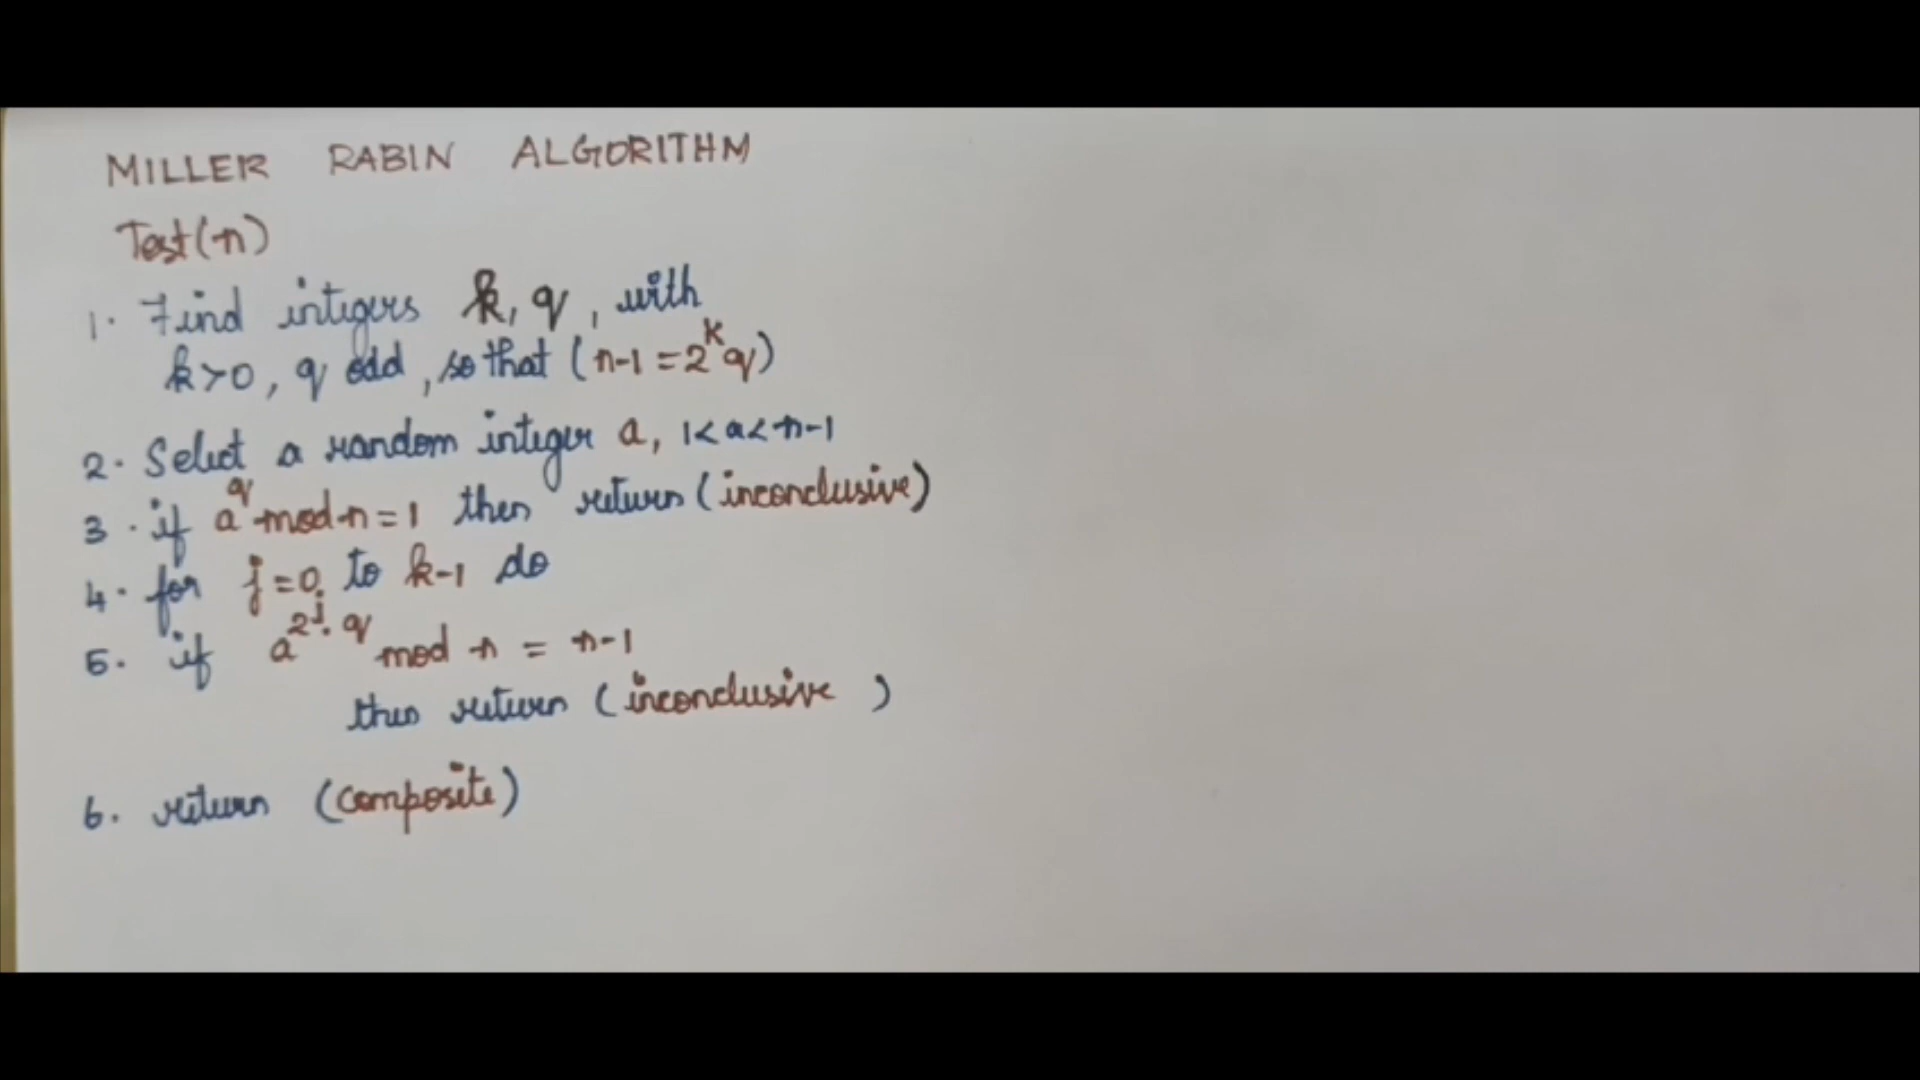 MILLER RABIN ALGORITHM
Test(n)
1. Find integers k, q, with
k>0, q odd, so that (n-1 = 2^k q)
2. Select a random integer a, 1<a<n-1
3. if a^q mod n = 1 then return (inconclusive)
4. for j=0 to k-1 do
5. if a^2^j.q mod n = n-1
then return (inconclusive)
6. return (composite)